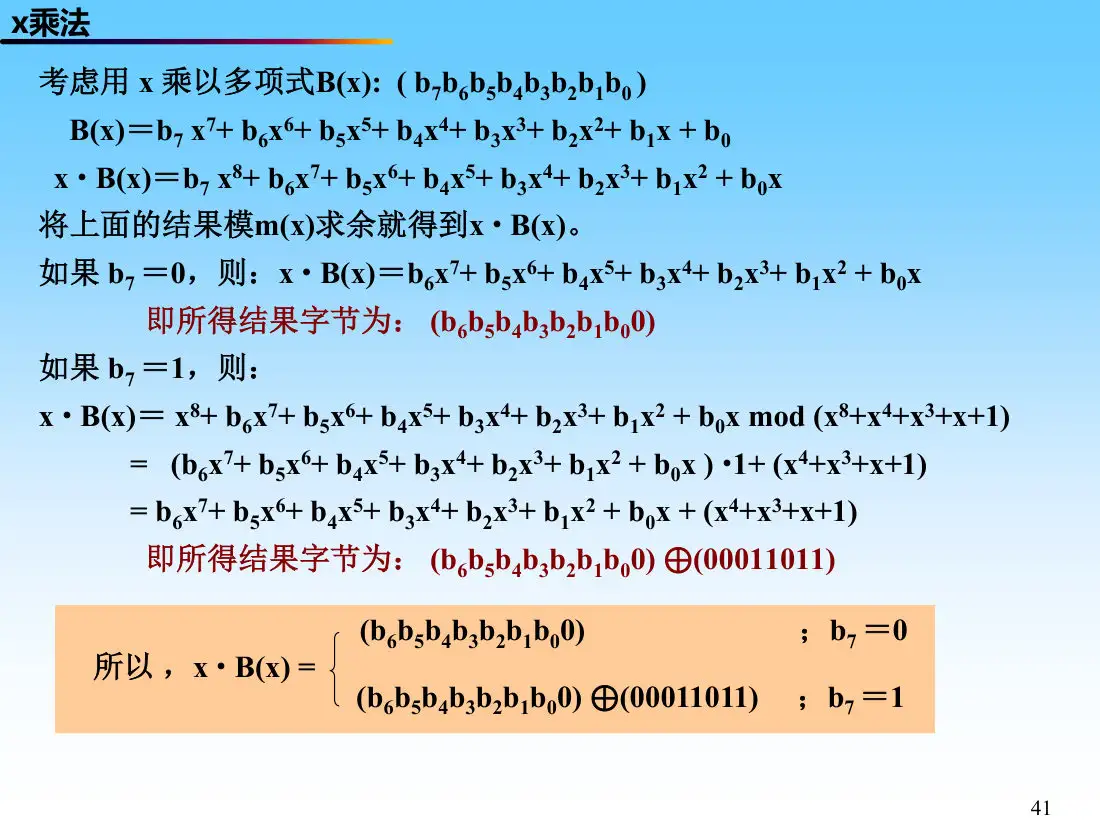 x乘法
考虑用 x 乘以多项式B(x): ( b₇b₆b₅b₄b₃b₂b₁b₀ )
B(x)＝b₇ x⁷+ b₆x⁶+ b₅x⁵+ b₄x⁴+ b₃x³+ b₂x²+ b₁x + b₀
x · B(x)＝b₇ x⁸+ b₆x⁷+ b₅x⁶+ b₄x⁵+ b₃x⁴+ b₂x³+ b₁x² + b₀x
将上面的结果模m(x)求余就得到x · B(x)。
如果 b₇ ＝0，则：x · B(x)＝b₆x⁷+ b₅x⁶+ b₄x⁵+ b₃x⁴+ b₂x³+ b₁x² + b₀x
即所得结果字节为： (b₆b₅b₄b₃b₂b₁b₀0)
如果 b₇ ＝1，则：
x · B(x)＝ x⁸+ b₆x⁷+ b₅x⁶+ b₄x⁵+ b₃x⁴+ b₂x³+ b₁x² + b₀x mod (x⁸+x⁴+x³+x+1)
= (b₆x⁷+ b₅x⁶+ b₄x⁵+ b₃x⁴+ b₂x³+ b₁x² + b₀x ) ·1+ (x⁴+x³+x+1)
= b₆x⁷+ b₅x⁶+ b₄x⁵+ b₃x⁴+ b₂x³+ b₁x² + b₀x + (x⁴+x³+x+1)
即所得结果字节为： (b₆b₅b₄b₃b₂b₁b₀0) ⊕(00011011)
(b₆b₅b₄b₃b₂b₁b₀0) ；b₇ ＝0
所以 ，x · B(x) =
(b₆b₅b₄b₃b₂b₁b₀0) ⊕(00011011) ；b₇ ＝1
41